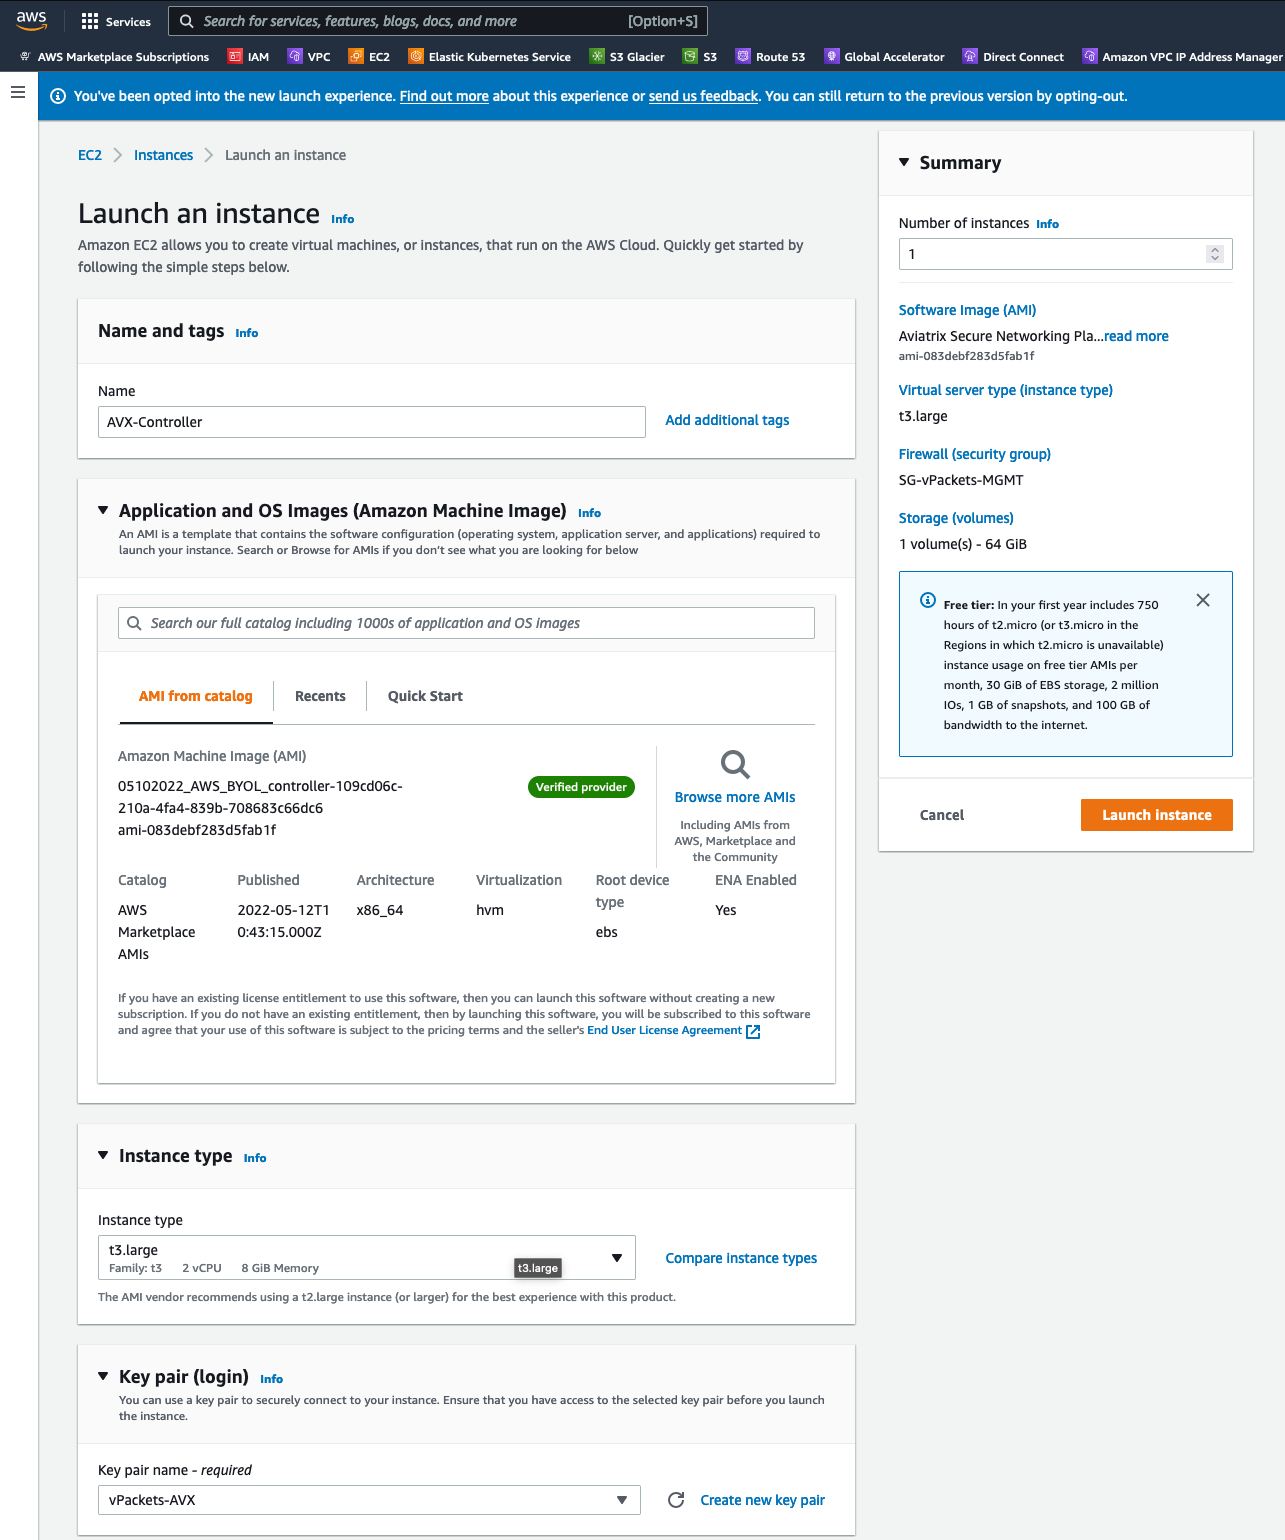 aws
Services
Search for services, features, blogs, docs, and more
[Option+S]
AWS Marketplace Subscriptions
IAM
VPC
EC2
Elastic Kubernetes Service
S3 Glacier
S3
Route 53
Global Accelerator
Direct Connect
Amazon VPC IP Address Manager
You've been opted into the new launch experience. Find out more about this experience or send us feedback. You can still return to the previous version by opting-out.
EC2
Instances
Launch an instance
Launch an instance Info
Amazon EC2 allows you to create virtual machines, or instances, that run on the AWS Cloud. Quickly get started by
following the simple steps below.
Name and tags Info
Name
AVX-Controller
Add additional tags
Application and OS Images (Amazon Machine Image) Info
An AMI is a template that contains the software configuration (operating system, application server, and applications) required to
launch your instance. Search or Browse for AMIs if you don’t see what you are looking for below
Search our full catalog including 1000s of application and OS images
AMI from catalog
Recents
Quick Start
Amazon Machine Image (AMI)
05102022_AWS_BYOL_controller-109cd06c-
210a-4fa4-839b-708683c66dc6
ami-083debf283d5fab1f
Verified provider
Browse more AMIs
Including AMIs from
AWS, Marketplace and
the Community
Catalog
AWS
Marketplace
AMIs
Published
2022-05-12T1
0:43:15.000Z
Architecture
x86_64
Virtualization
hvm
Root device
type
ebs
ENA Enabled
Yes
If you have an existing license entitlement to use this software, then you can launch this software without creating a new
subscription. If you do not have an existing entitlement, then by launching this software, you will be subscribed to this software
and agree that your use of this software is subject to the pricing terms and the seller's End User License Agreement
Instance type Info
Instance type
t3.large
Family: t3 2 vCPU 8 GiB Memory
t3.large
Compare instance types
The AMI vendor recommends using a t2.large instance (or larger) for the best experience with this product.
Key pair (login) Info
You can use a key pair to securely connect to your instance. Ensure that you have access to the selected key pair before you launch
the instance.
Key pair name - required
vPackets-AVX
Create new key pair
Summary
Number of instances Info
1
Software Image (AMI)
Aviatrix Secure Networking Pla...read more
ami-083debf283d5fab1f
Virtual server type (instance type)
t3.large
Firewall (security group)
SG-vPackets-MGMT
Storage (volumes)
1 volume(s) - 64 GiB
Free tier: In your first year includes 750
hours of t2.micro (or t3.micro in the
Regions in which t2.micro is unavailable)
instance usage on free tier AMIs per
month, 30 GiB of EBS storage, 2 million
IOs, 1 GB of snapshots, and 100 GB of
bandwidth to the internet.
Cancel
Launch instance